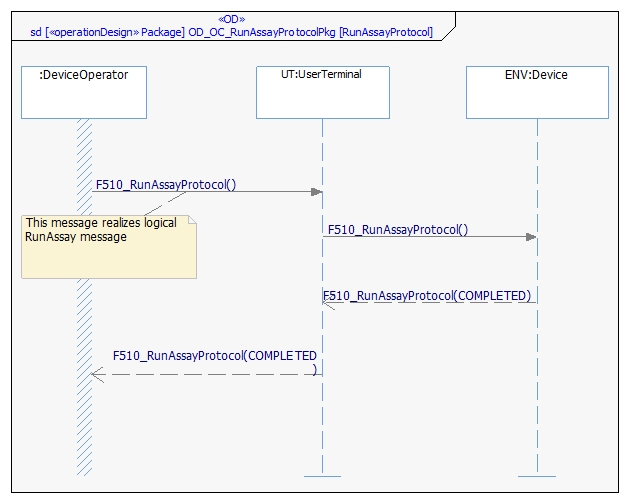 «OD»
sd [«operationDesign» Package] OD_OC_RunAssayProtocolPkg [RunAssayProtocol]
:DeviceOperator
UT:UserTerminal
ENV:Device
F510_RunAssayProtocol()
This message realizes logical
RunAssay message
F510_RunAssayProtocol()
F510_RunAssayProtocol(COMPLETED)
F510_RunAssayProtocol(COMPLETED
)